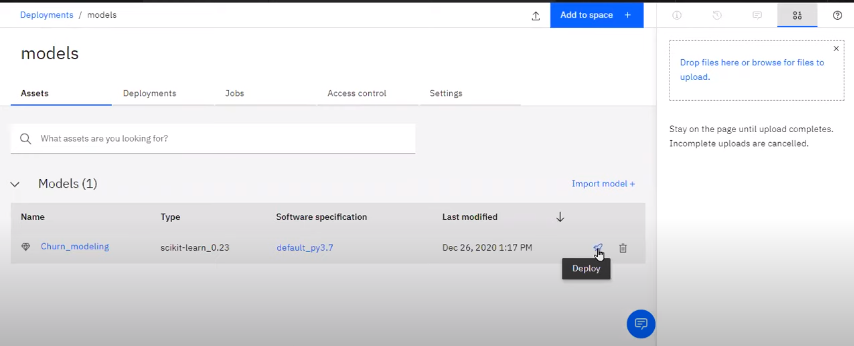 Deployments / models
Add to space +
models
Assets
Deployments
Jobs
Access control
Settings
What assets are you looking for?
Models (1)
Import model +
Name Type Software specification Last modified
Churn_modeling scikit-learn_0.23 default_py3.7 Dec 26, 2020 1:17 PM
Deploy
Drop files here or browse for files to
upload.
Stay on the page until upload completes.
Incomplete uploads are cancelled.